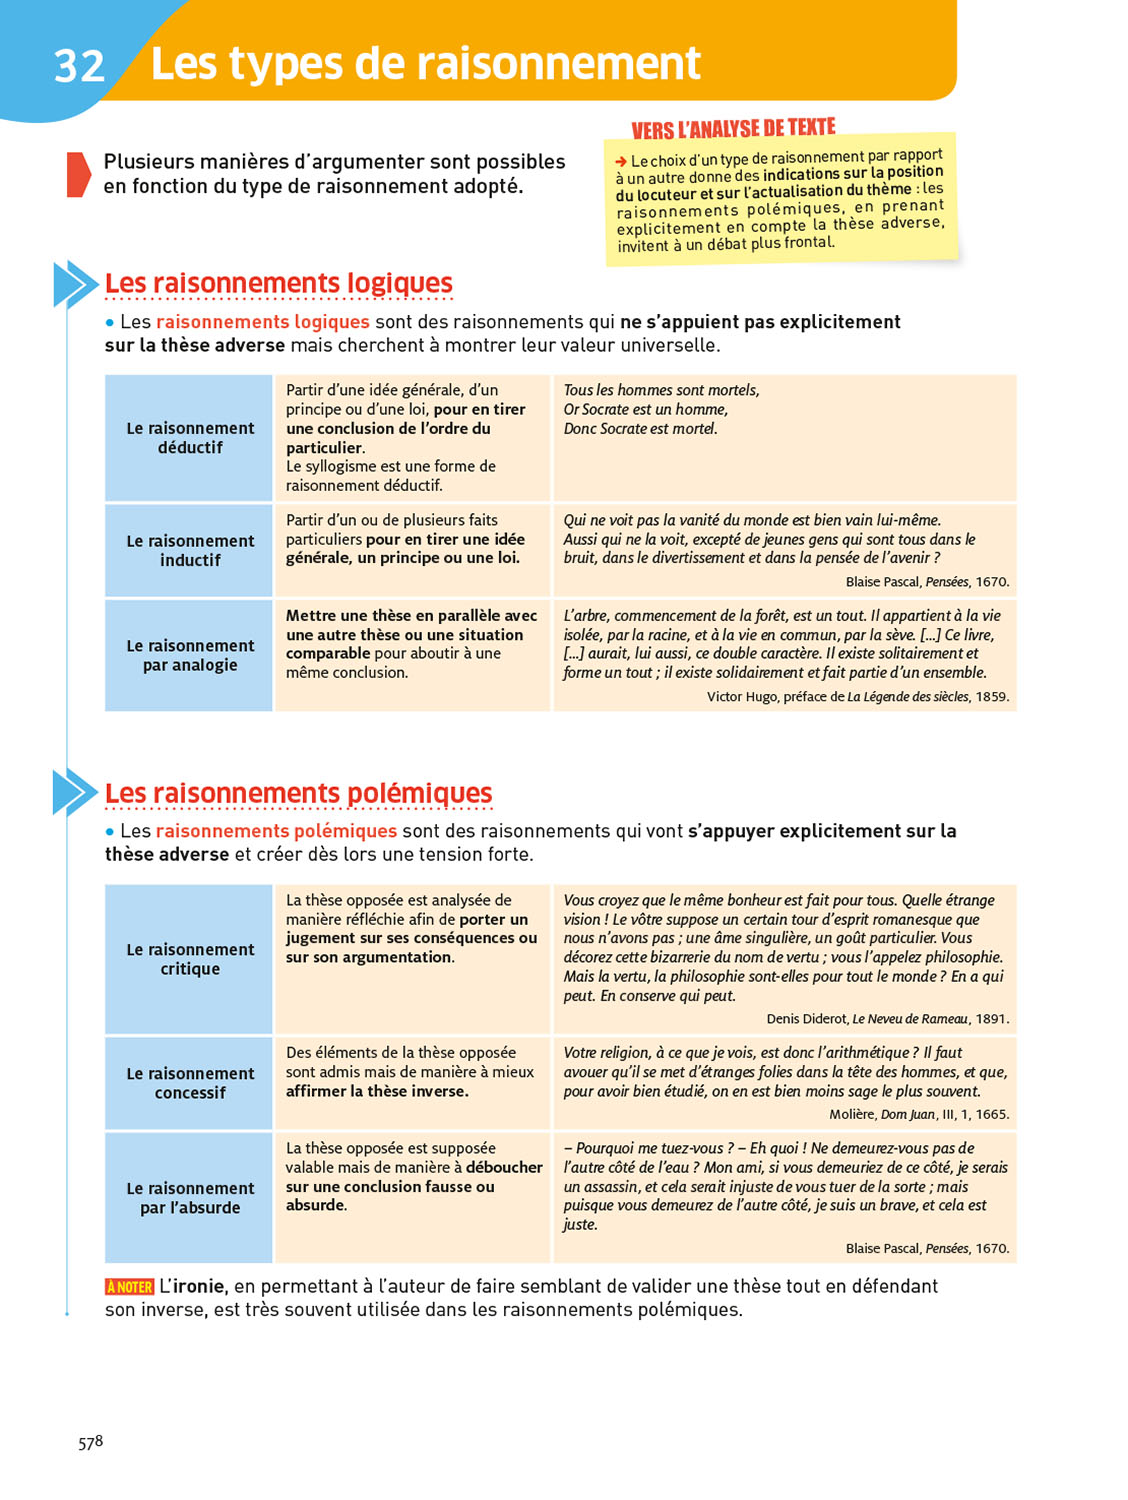 32
Les types de raisonnement
Plusieurs manières d'argumenter sont possibles
en fonction du type de raisonnement adopté.
VERS L'ANALYSE DE TEXTE
→ Le choix d'un type de raisonnement par rapport
à un autre donne des indications sur la position
du locuteur et sur l'actualisation du thème : les
raisonnements polémiques, en prenant
explicitement en compte la thèse adverse,
invitent à un débat plus frontal.
Les raisonnements logiques
• Les raisonnements logiques sont des raisonnements qui ne s'appuient pas explicitement
sur la thèse adverse mais cherchent à montrer leur valeur universelle.
Le raisonnement
déductif
Partir d'une idée générale, d'un
principe ou d'une loi, pour en tirer
une conclusion de l'ordre du
particulier.
Le syllogisme est une forme de
raisonnement déductif.
Tous les hommes sont mortels,
Or Socrate est un homme,
Donc Socrate est mortel.
Le raisonnement
inductif
Partir d'un ou de plusieurs faits
particuliers pour en tirer une idée
générale, un principe ou une loi.
Qui ne voit pas la vanité du monde est bien vain lui-même.
Aussi qui ne la voit, excepté de jeunes gens qui sont tous dans le
bruit, dans le divertissement et dans la pensée de l'avenir ?
Blaise Pascal, Pensées, 1670.
Le raisonnement
par analogie
Mettre une thèse en parallèle avec
une autre thèse ou une situation
comparable pour aboutir à une
même conclusion.
L'arbre, commencement de la forêt, est un tout. Il appartient à la vie
isolée, par la racine, et à la vie en commun, par la sève. [...] Ce livre,
[...] aurait, lui aussi, ce double caractère. Il existe solitairement et
forme un tout ; il existe solidairement et fait partie d'un ensemble.
Victor Hugo, préface de La Légende des siècles, 1859.
Les raisonnements polémiques
• Les raisonnements polémiques sont des raisonnements qui vont s'appuyer explicitement sur la
thèse adverse et créer dès lors une tension forte.
Le raisonnement
critique
La thèse opposée est analysée de
manière réfléchie afin de porter un
jugement sur ses conséquences ou
sur son argumentation.
Vous croyez que le même bonheur est fait pour tous. Quelle étrange
vision ! Le vôtre suppose un certain tour d'esprit romanesque que
nous n'avons pas ; une âme singulière, un goût particulier. Vous
décorez cette bizarrerie du nom de vertu ; vous l'appelez philosophie.
Mais la vertu, la philosophie sont-elles pour tout le monde ? En a qui
peut. En conserve qui peut.
Denis Diderot, Le Neveu de Rameau, 1891.
Le raisonnement
concessif
Des éléments de la thèse opposée
sont admis mais de manière à mieux
affirmer la thèse inverse.
Votre religion, à ce que je vois, est donc l'arithmétique ? Il faut
avouer qu'il se met d'étranges folies dans la tête des hommes, et que,
pour avoir bien étudié, on en est bien moins sage le plus souvent.
Molière, Dom Juan, III, 1, 1665.
Le raisonnement
par l'absurde
La thèse opposée est supposée
valable mais de manière à déboucher
sur une conclusion fausse ou
absurde.
– Pourquoi me tuez-vous ? – Eh quoi ! Ne demeurez-vous pas de
l'autre côté de l'eau ? Mon ami, si vous demeuriez de ce côté, je serais
un assassin, et cela serait injuste de vous tuer de la sorte ; mais
puisque vous demeurez de l'autre côté, je suis un brave, et cela est
juste.
Blaise Pascal, Pensées, 1670.
À NOTER L'ironie, en permettant à l'auteur de faire semblant de valider une thèse tout en défendant
son inverse, est très souvent utilisée dans les raisonnements polémiques.
578